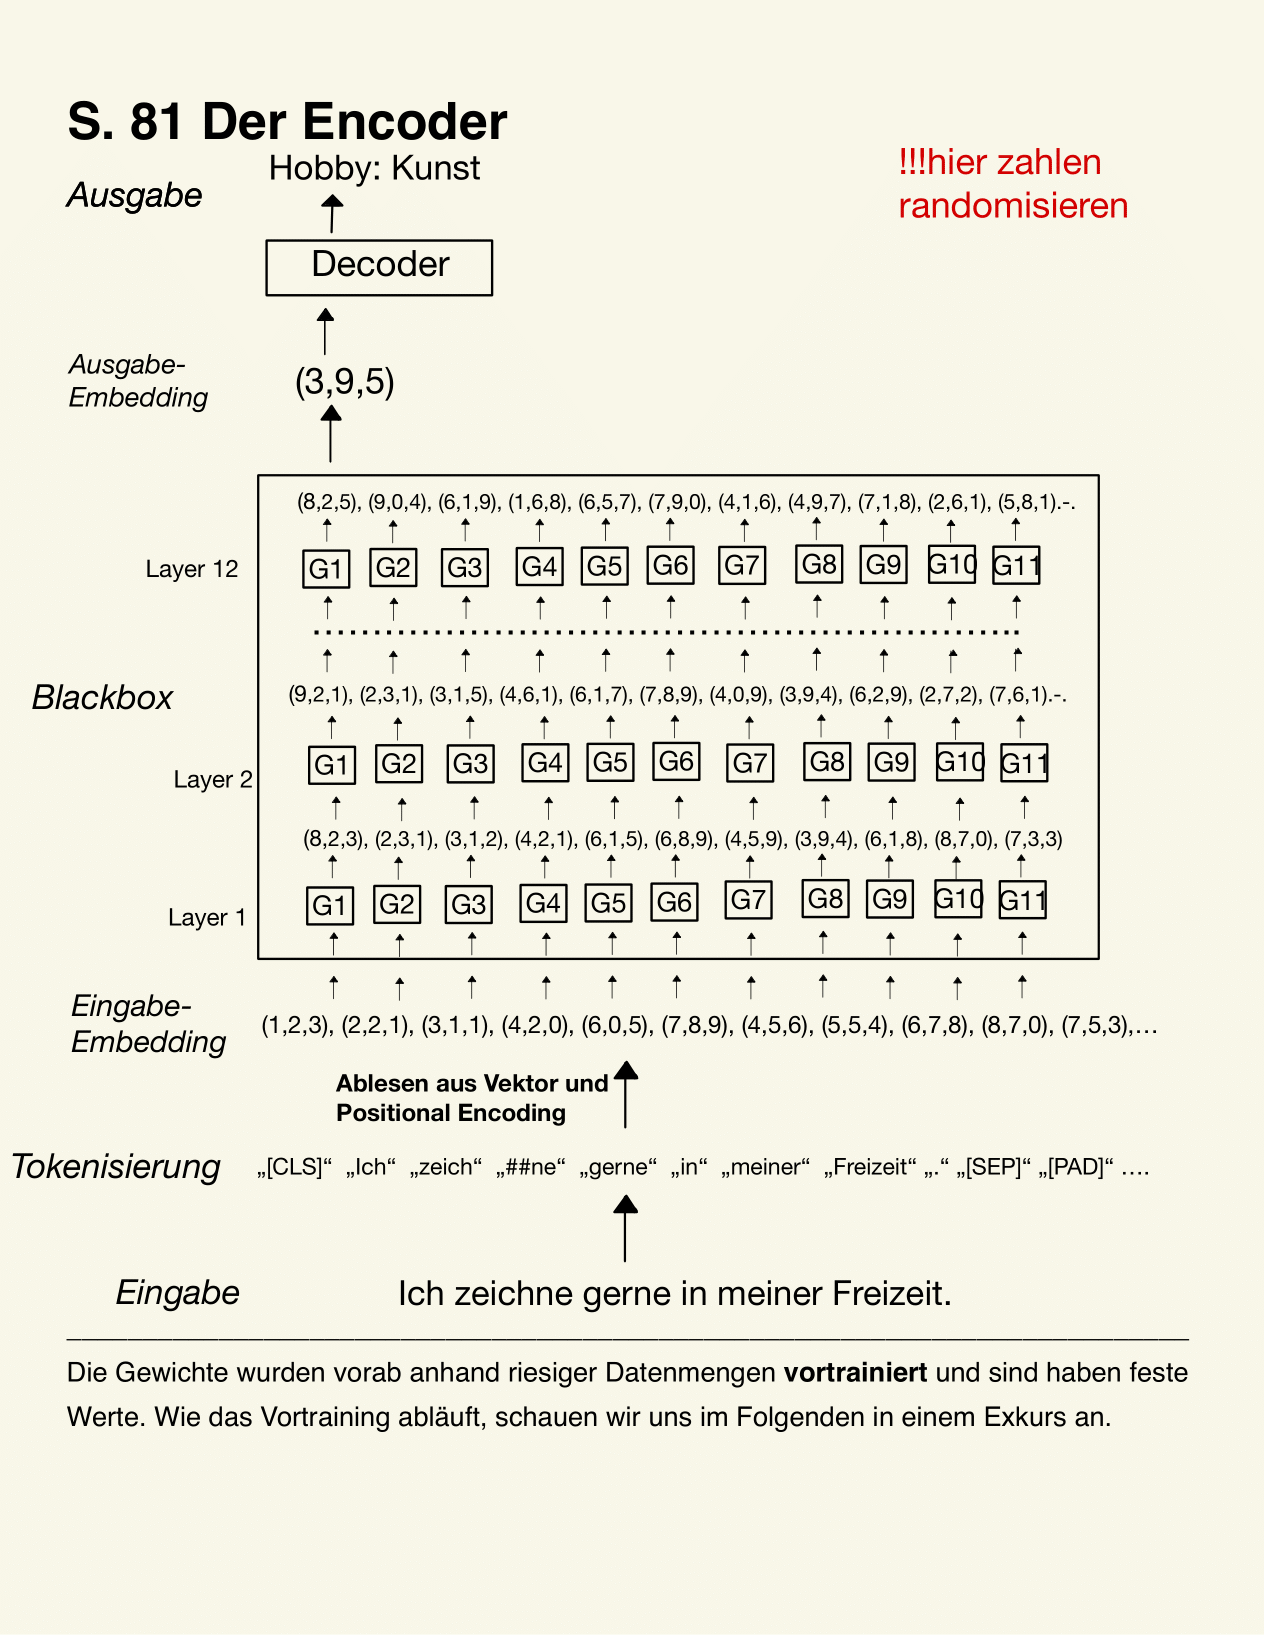 S. 81 Der Encoder
Hobby: Kunst
!!!hier zahlen
randomisieren
Ausgabe
Decoder
Ausgabe-
Embedding
(3,9,5)
(8,2,5), (9,0,4), (6,1,9), (1,6,8), (6,5,7), (7,9,0), (4,1,6), (4,9,7), (7,1,8), (2,6,1), (5,8,1).-.
Layer 12 G1 G2 G3 G4 G5 G6 G7 G8 G9 G10 G11
Blackbox (9,2,1), (2,3,1), (3,1,5), (4,6,1), (6,1,7), (7,8,9), (4,0,9), (3,9,4), (6,2,9), (2,7,2), (7,6,1).-.
Layer 2 G1 G2 G3 G4 G5 G6 G7 G8 G9 G10 G11
(8,2,3), (2,3,1), (3,1,2), (4,2,1), (6,1,5), (6,8,9), (4,5,9), (3,9,4), (6,1,8), (8,7,0), (7,3,3)
Layer 1 G1 G2 G3 G4 G5 G6 G7 G8 G9 G10 G11
Eingabe-
Embedding
(1,2,3), (2,2,1), (3,1,1), (4,2,0), (6,0,5), (7,8,9), (4,5,6), (5,5,4), (6,7,8), (8,7,0), (7,5,3),…
Ablesen aus Vektor und
Positional Encoding
Tokenisierung „[CLS]“ „Ich“ „zeich“ „##ne“ „gerne“ „in“ „meiner“ „Freizeit“ „.“ „[SEP]“ „[PAD]“ ….
Eingabe Ich zeichne gerne in meiner Freizeit.
Die Gewichte wurden vorab anhand riesiger Datenmengen vortrainiert und sind haben feste
Werte. Wie das Vortraining abläuft, schauen wir uns im Folgenden in einem Exkurs an.